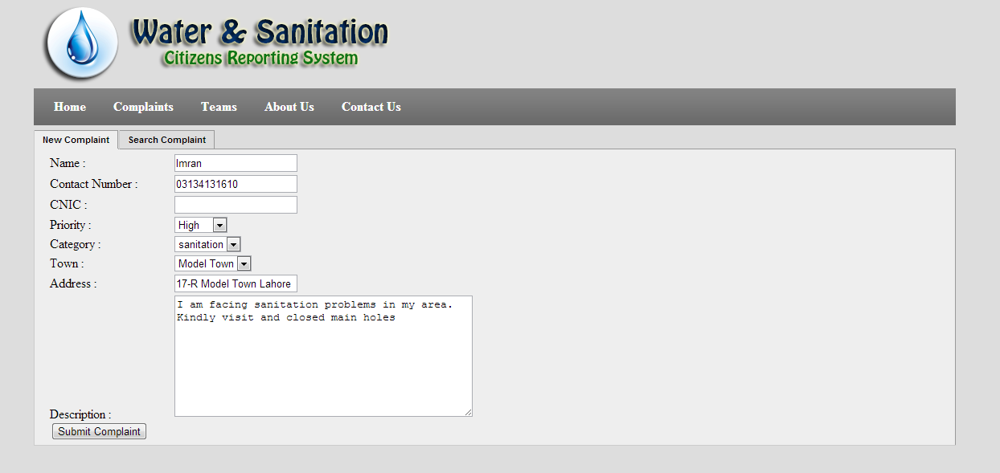 Water & Sanitation
Citizens Reporting System
Home Complaints Teams About Us Contact Us
New Complaint Search Complaint
Name : Imran
Contact Number : 03134131610
CNIC :
Priority : High
Category : sanitation
Town : Model Town
Address : 17-R Model Town Lahore
I am facing sanitation problems in my area.
Kindly visit and closed main holes
Description :
Submit Complaint